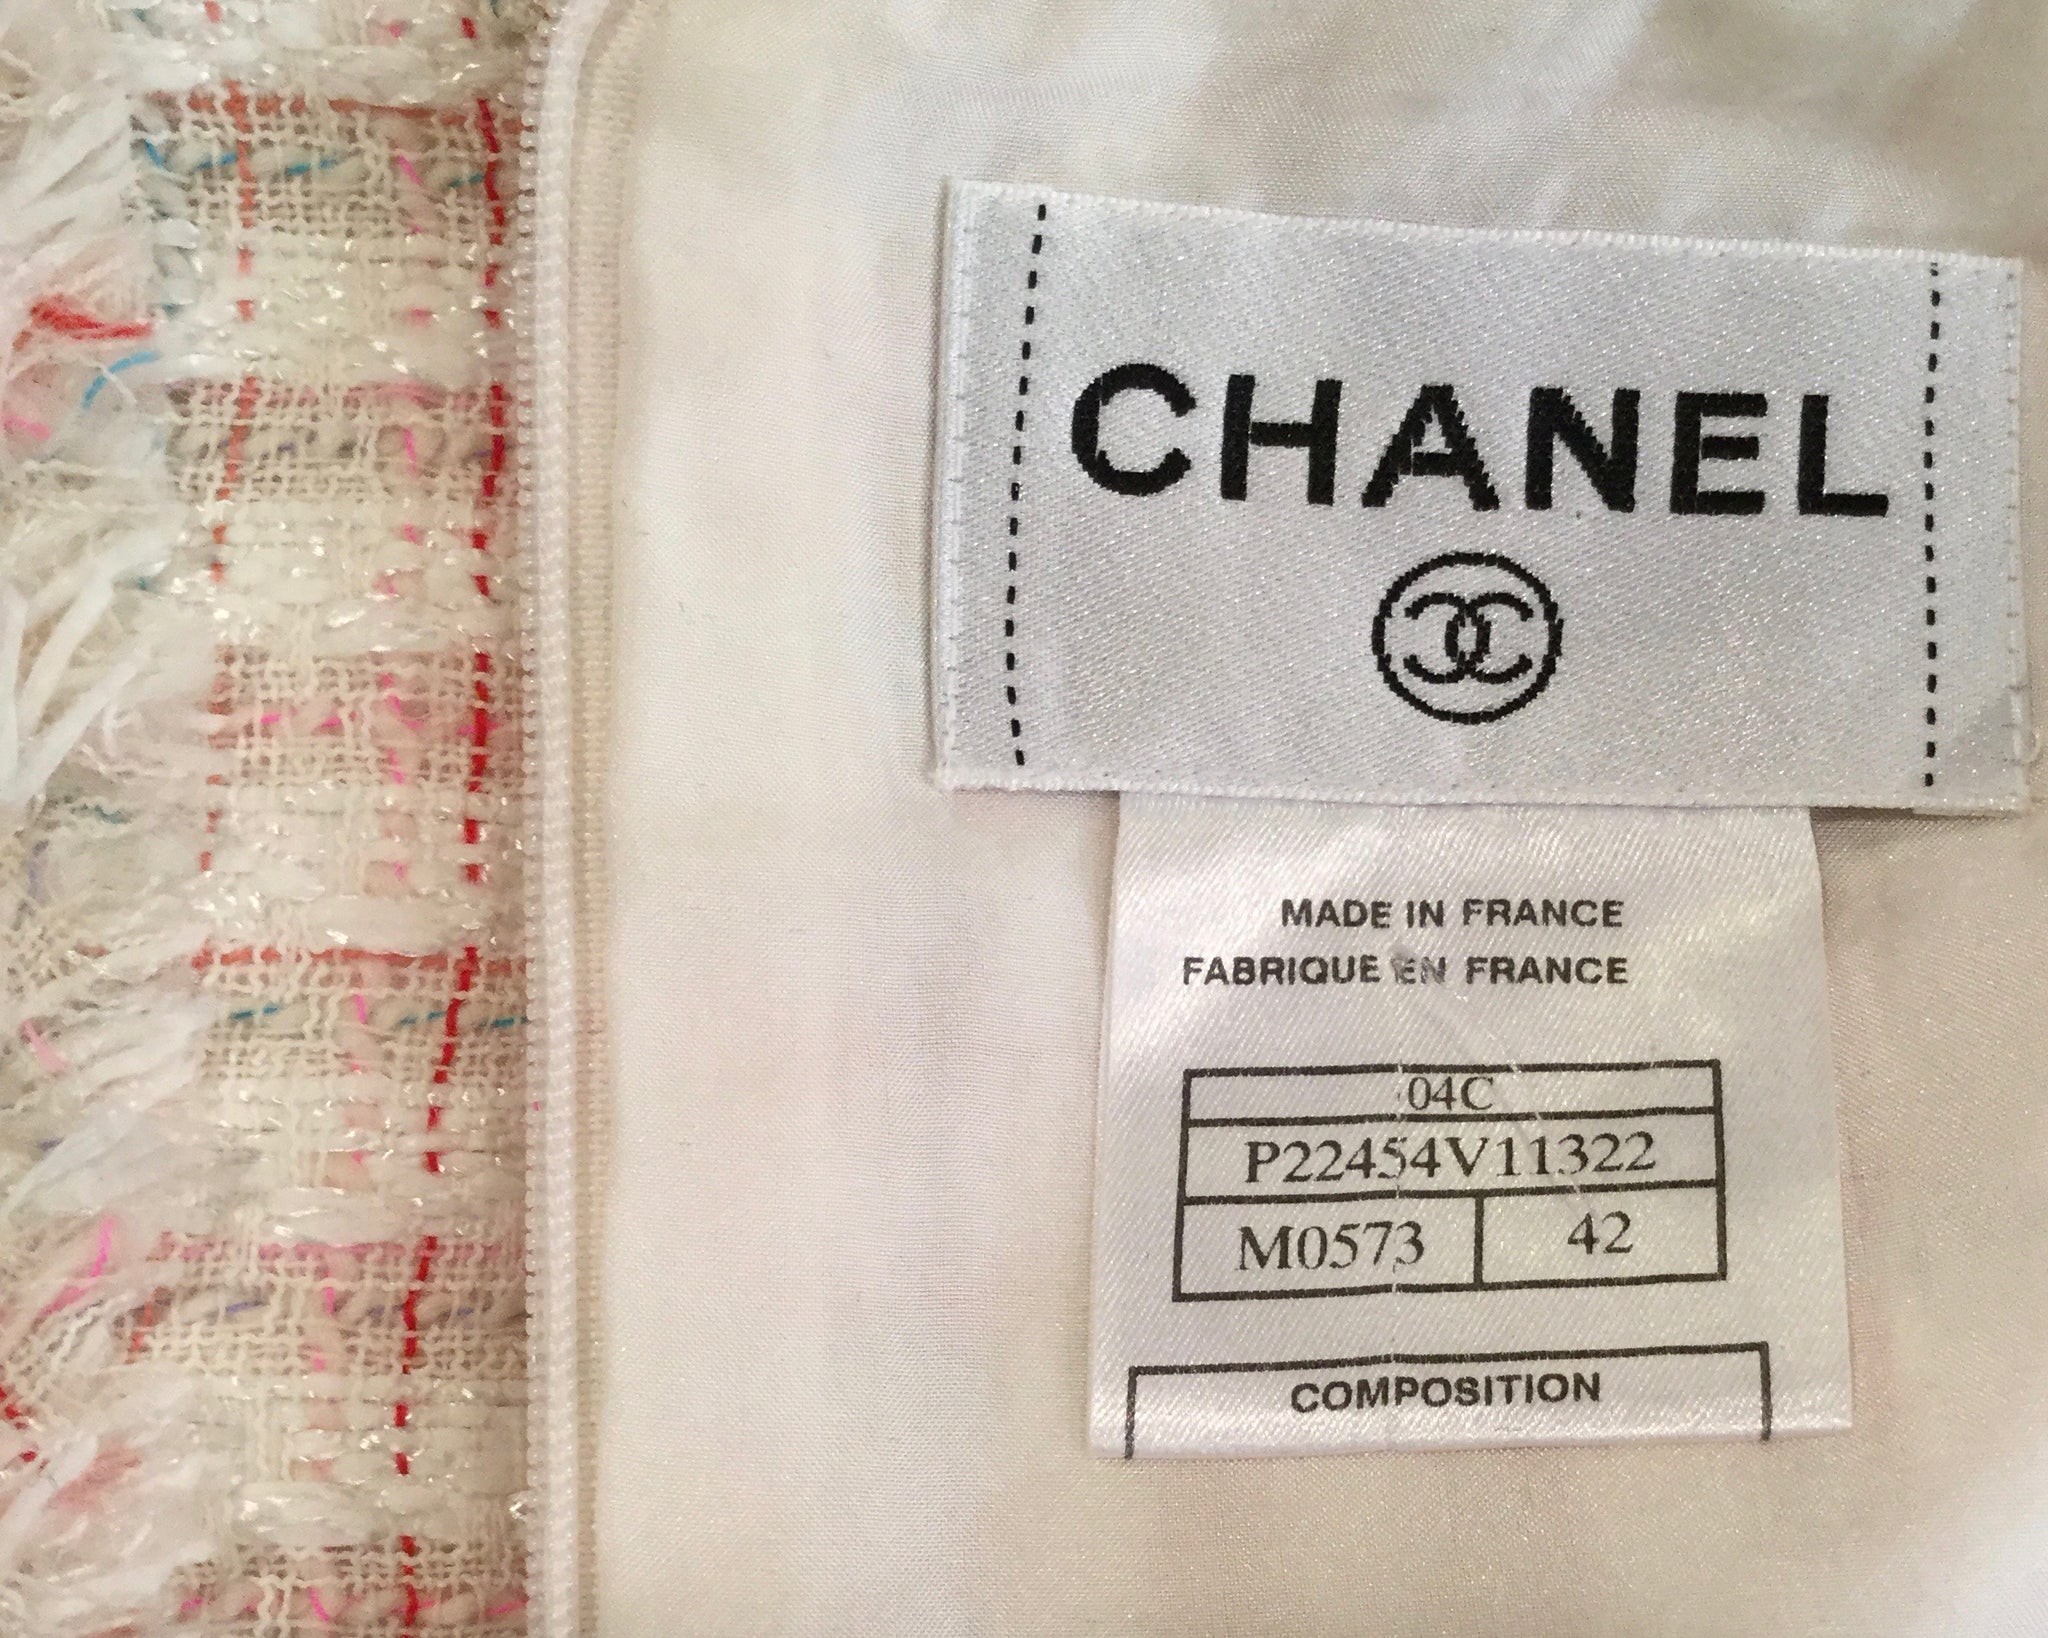 CHANEL
MADE IN FRANCE
FABRIQUE EN FRANCE
04C
P22454V11322
M0573 42
COMPOSITION